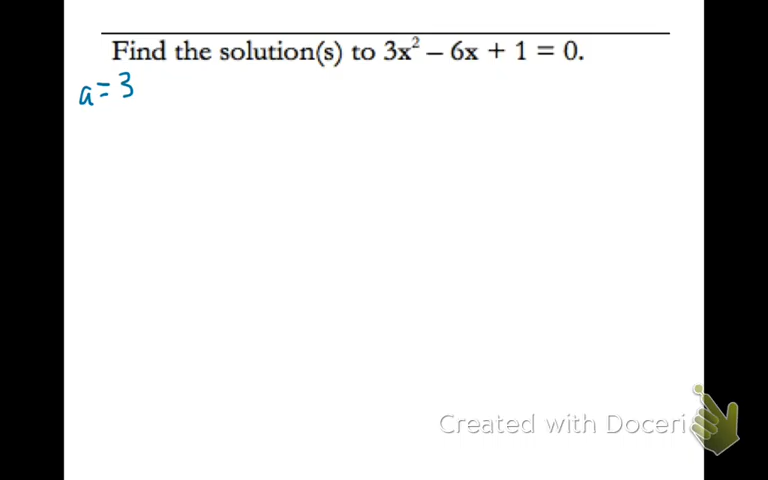 Find the solution(s) to 3x² – 6x + 1 = 0.
a=3
Created with Doceri